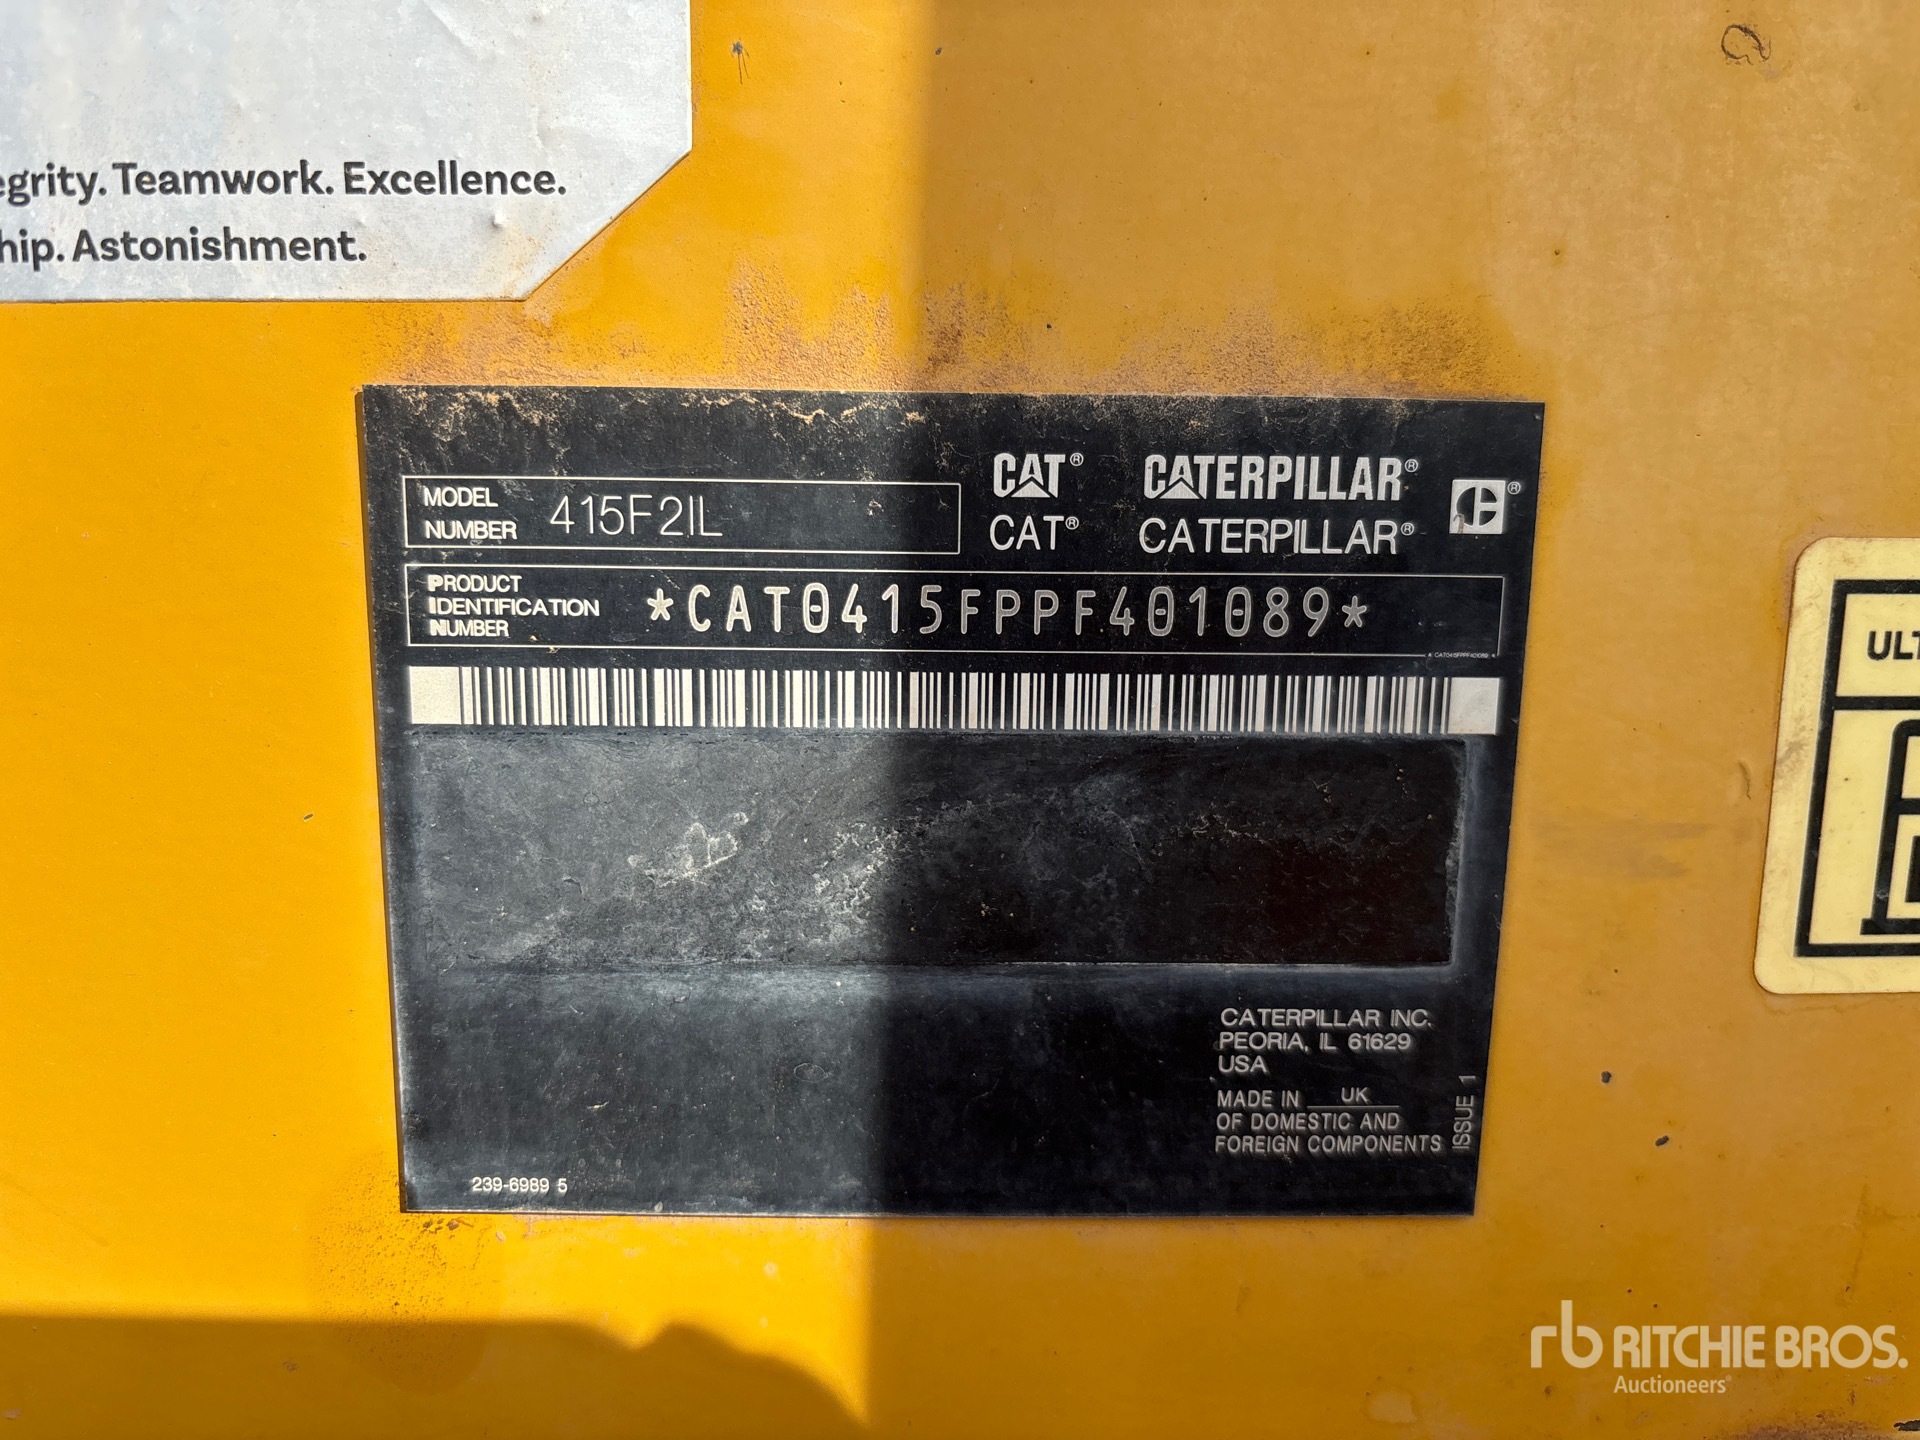 egrity. Teamwork. Excellence.
hip. Astonishment.
MODEL
NUMBER 415F2IL
CAT® CATERPILLAR®
CAT® CATERPILLAR®
PRODUCT
IDENTIFICATION
NUMBER
*CAT0415FPPF401089*
*CAT0415FPPF401089*
ULT
CATERPILLAR INC.
PEORIA, IL 61629
USA
MADE IN UK
OF DOMESTIC AND
FOREIGN COMPONENTS
ISSUE 1
239-6989 5
rb RITCHIE BROS.
Auctioneers